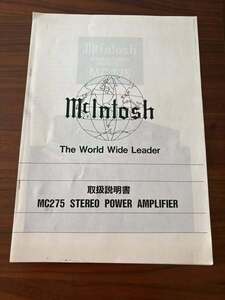 McIntosh
The World Wide Leader
取扱説明書
MC275 STEREO POWER AMPLIFIER